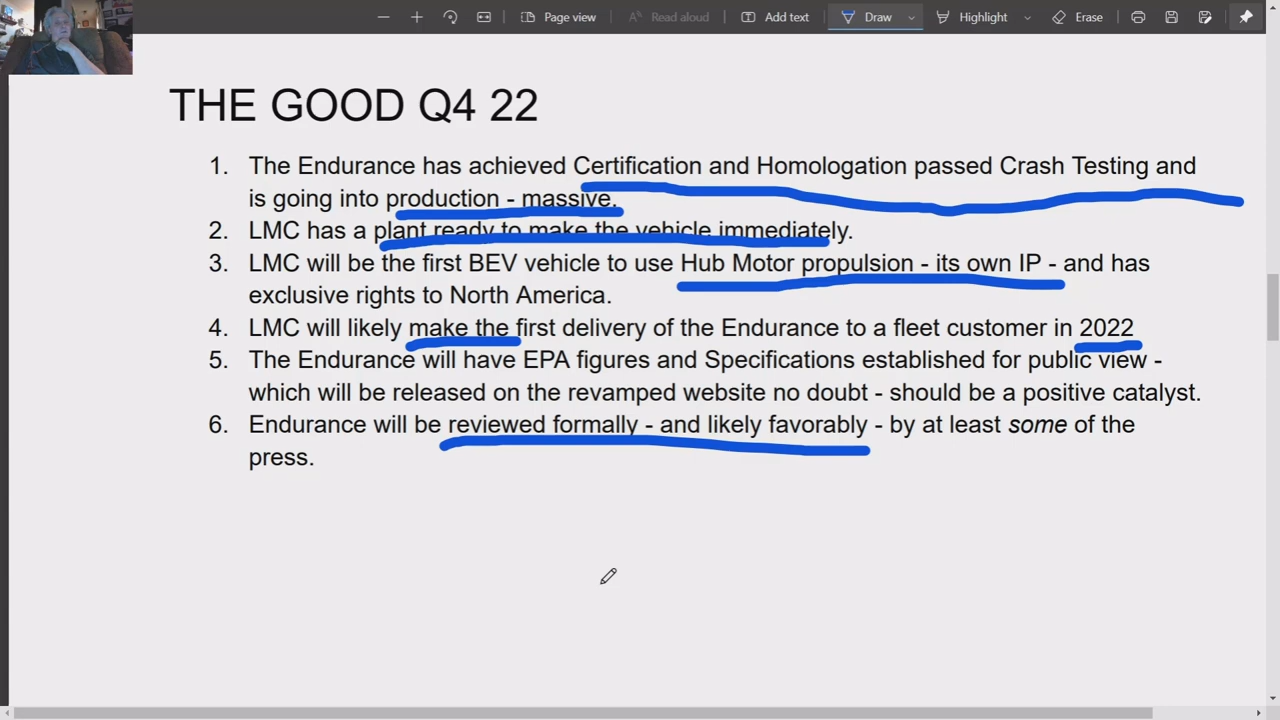 Page view
Read aloud
Add text
Draw
Highlight
Erase
THE GOOD Q4 22
1. The Endurance has achieved Certification and Homologation passed Crash Testing and
is going into production - massive.
2. LMC has a plant ready to make the vehicle immediately.
3. LMC will be the first BEV vehicle to use Hub Motor propulsion - its own IP - and has
exclusive rights to North America.
4. LMC will likely make the first delivery of the Endurance to a fleet customer in 2022
5. The Endurance will have EPA figures and Specifications established for public view -
which will be released on the revamped website no doubt - should be a positive catalyst.
6. Endurance will be reviewed formally - and likely favorably - by at least some of the
press.